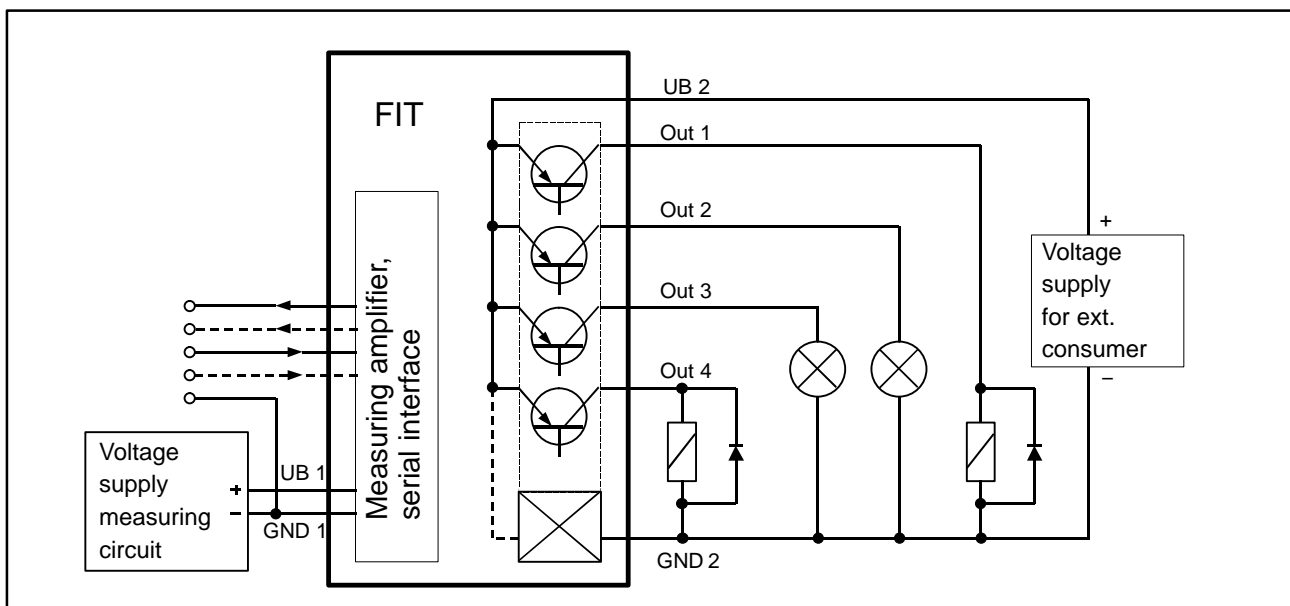 FIT
UB 2
Out 1
Out 2
Out 3
Out 4
GND 2
+
Voltage
supply
for ext.
consumer
−
Measuring amplifier,
serial interface
Voltage
supply
measuring
circuit
+
−
UB 1
GND 1